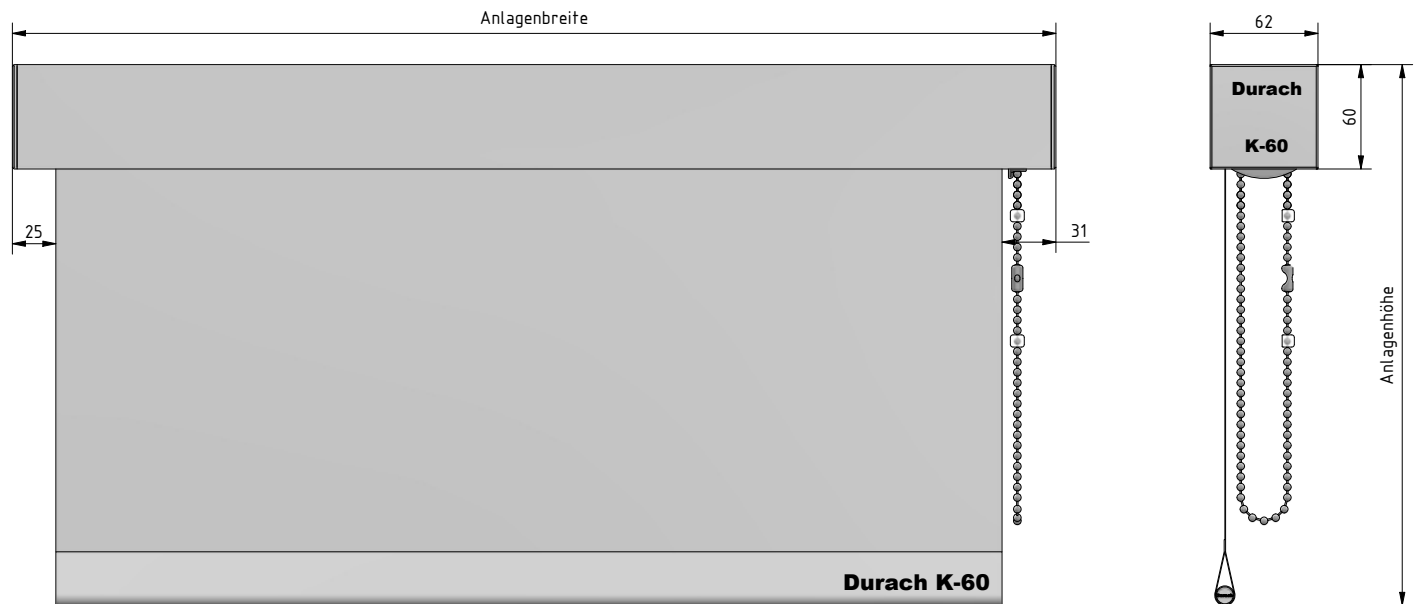 Anlagenbreite
62
Durach
K-60
60
25
31
Anlagenhöhe
Durach K-60